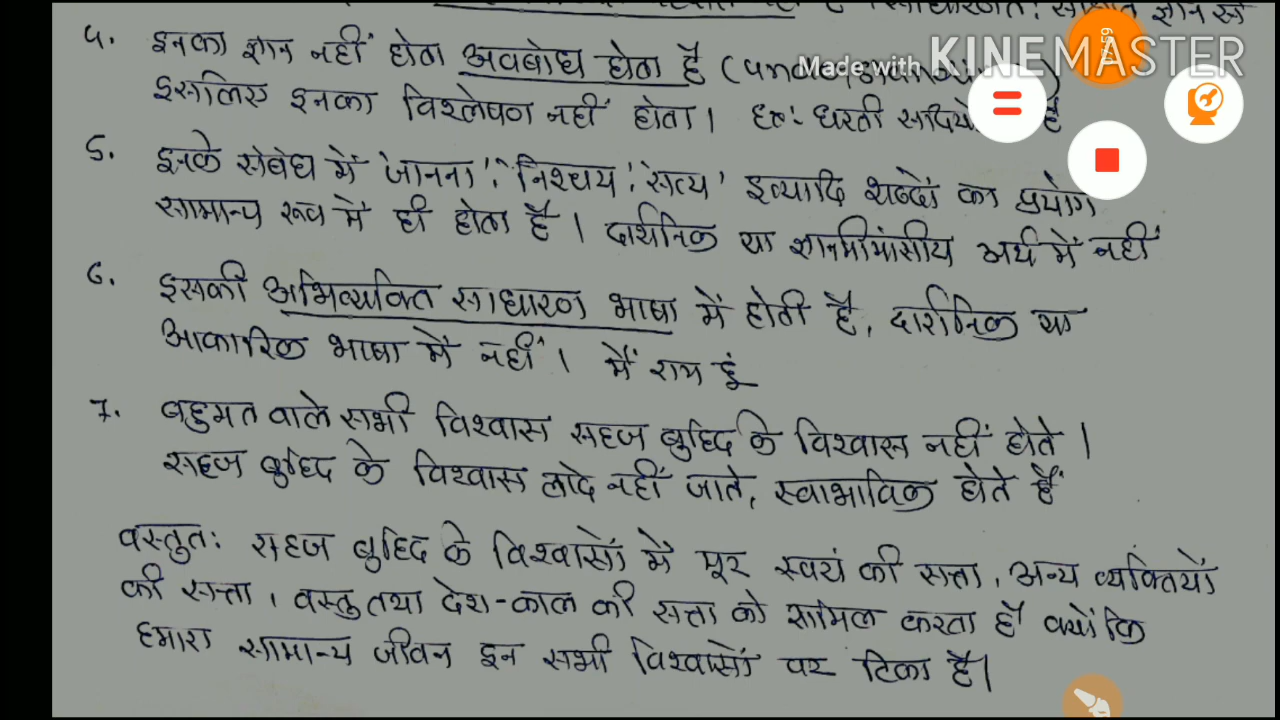 ज्ञान
4. इनका ज्ञान नहीं होता अवबोध होता है (
Made with KINEMASTER
17:59
इसलिए इनका विश्लेषण नहीं होता। धरती सदियों है
5. इनके संबंध में 'जानना', 'निश्चय', 'सत्य' इत्यादि शब्दों का प्रयोग
सामान्य रूप में ही होता है। दार्शनिक या ज्ञानमीमांसीय अर्थ में नहीं
6. इसकी अभिव्यक्ति साधारण भाषा में होती है, दार्शनिक या
आकारिक भाषा में नहीं। मैं राम हूं
7. बहुमत वाले सभी विश्वास सहज बुद्धि के विश्वास नहीं होते।
सहज बुद्धि के विश्वास लादे नहीं जाते, स्वाभाविक होते हैं
वस्तुतः सहज बुद्धि के विश्वासों में मूर स्वयं की सत्ता, अन्य व्यक्तियों
की सत्ता, वस्तु तथा देश-काल की सत्ता को सामिल करता है क्योंकि
हमारा सामान्य जीवन इन सभी विश्वासों पर टिका है।